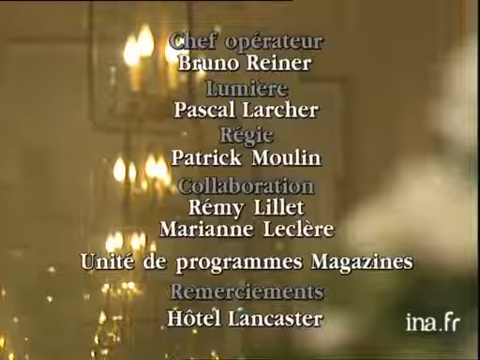 Chef opérateur
Bruno Reiner
Lumière
Pascal Larcher
Régie
Patrick Moulin
Collaboration
Rémy Lillet
Marianne Leclère
Unité de programmes Magazines
Remerciements
Hôtel Lancaster
ina.fr